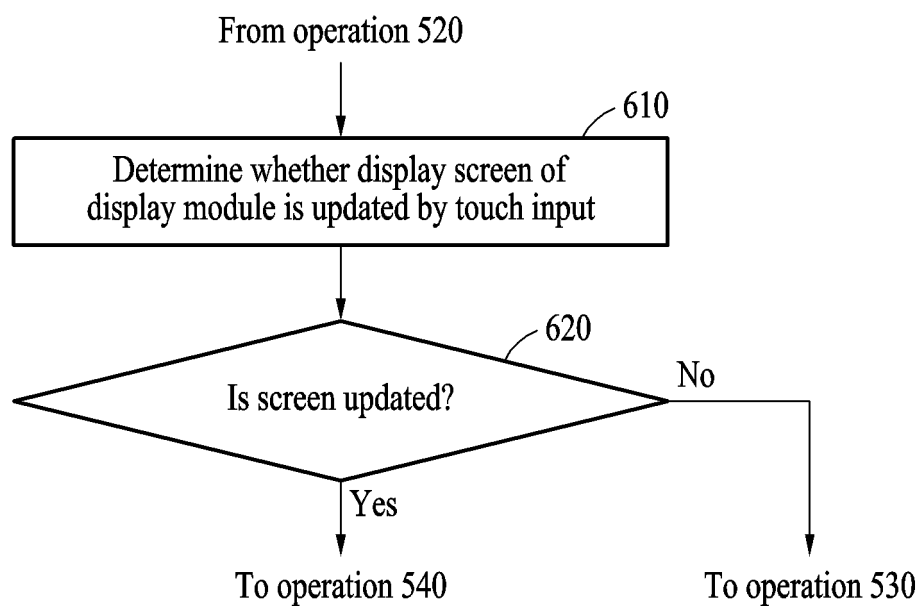 From operation 520
610
Determine whether display screen of
display module is updated by touch input
620
Is screen updated?
No
Yes
To operation 540
To operation 530